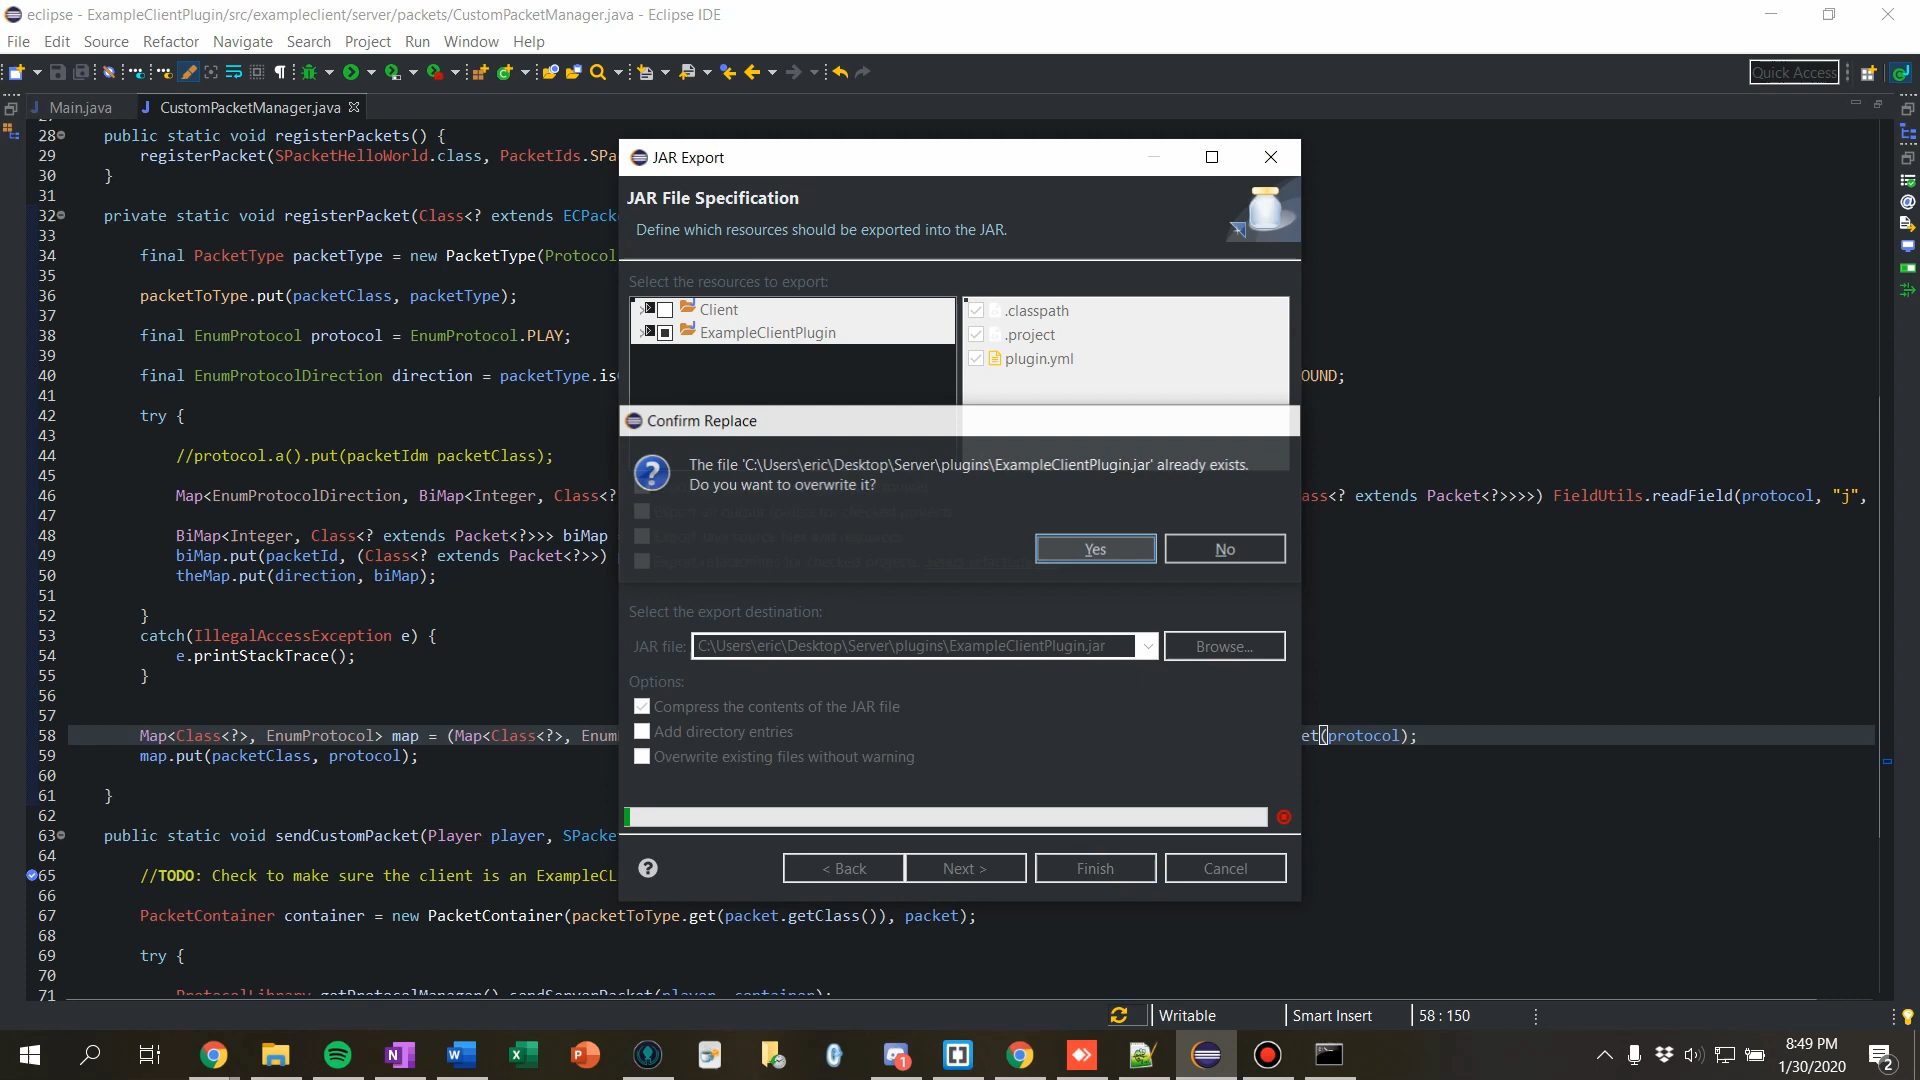 eclipse - ExampleClientPlugin/src/exampleclient/server/packets/CustomPacketManager.java - Eclipse IDE
File Edit Source Refactor Navigate Search Project Run Window Help
Quick Access
Main.java CustomPacketManager.java
28 public static void registerPackets() {
29 registerPacket(SPacketHelloWorld.class, PacketIds.SPa
30 }
31
32 private static void registerPacket(Class<? extends ECPack
33
34 final PacketType packetType = new PacketType(Protocol
35
36 packetToType.put(packetClass, packetType);
37
38 final EnumProtocol protocol = EnumProtocol.PLAY;
39
40 final EnumProtocolDirection direction = packetType.is OUND;
41
42 try {
43
44 //protocol.a().put(packetIdm packetClass);
45
46 Map<EnumProtocolDirection, BiMap<Integer, Class<? ass<? extends Packet<?>>>>) FieldUtils.readField(protocol, "j",
47
48 BiMap<Integer, Class<? extends Packet<?>>> biMap
49 biMap.put(packetId, (Class<? extends Packet<?>>)
50 theMap.put(direction, biMap);
51
52 }
53 catch(IllegalAccessException e) {
54 e.printStackTrace();
55 }
56
57
58 Map<Class<?>, EnumProtocol> map = (Map<Class<?>, Enum et(protocol);
59 map.put(packetClass, protocol);
60
61 }
62
63 public static void sendCustomPacket(Player player, SPacke
64
65 //TODO: Check to make sure the client is an ExampleCL
66
67 PacketContainer container = new PacketContainer(packetToType.get(packet.getClass()), packet);
68
69 try {
70
71 ProtocolLibrary.getProtocolManager().sendServerPacket(player, container);
JAR Export
JAR File Specification
Define which resources should be exported into the JAR.
Select the resources to export:
Client
ExampleClientPlugin
.classpath
.project
plugin.yml
Confirm Replace
The file 'C:\Users\eric\Desktop\Server\plugins\ExampleClientPlugin.jar' already exists.
Do you want to overwrite it?
Yes No
Select the export destination:
JAR file: C:\Users\eric\Desktop\Server\plugins\ExampleClientPlugin.jar Browse...
Options:
Compress the contents of the JAR file
Add directory entries
Overwrite existing files without warning
< Back Next > Finish Cancel
Writable Smart Insert 58 : 150
8:49 PM
1/30/2020
2